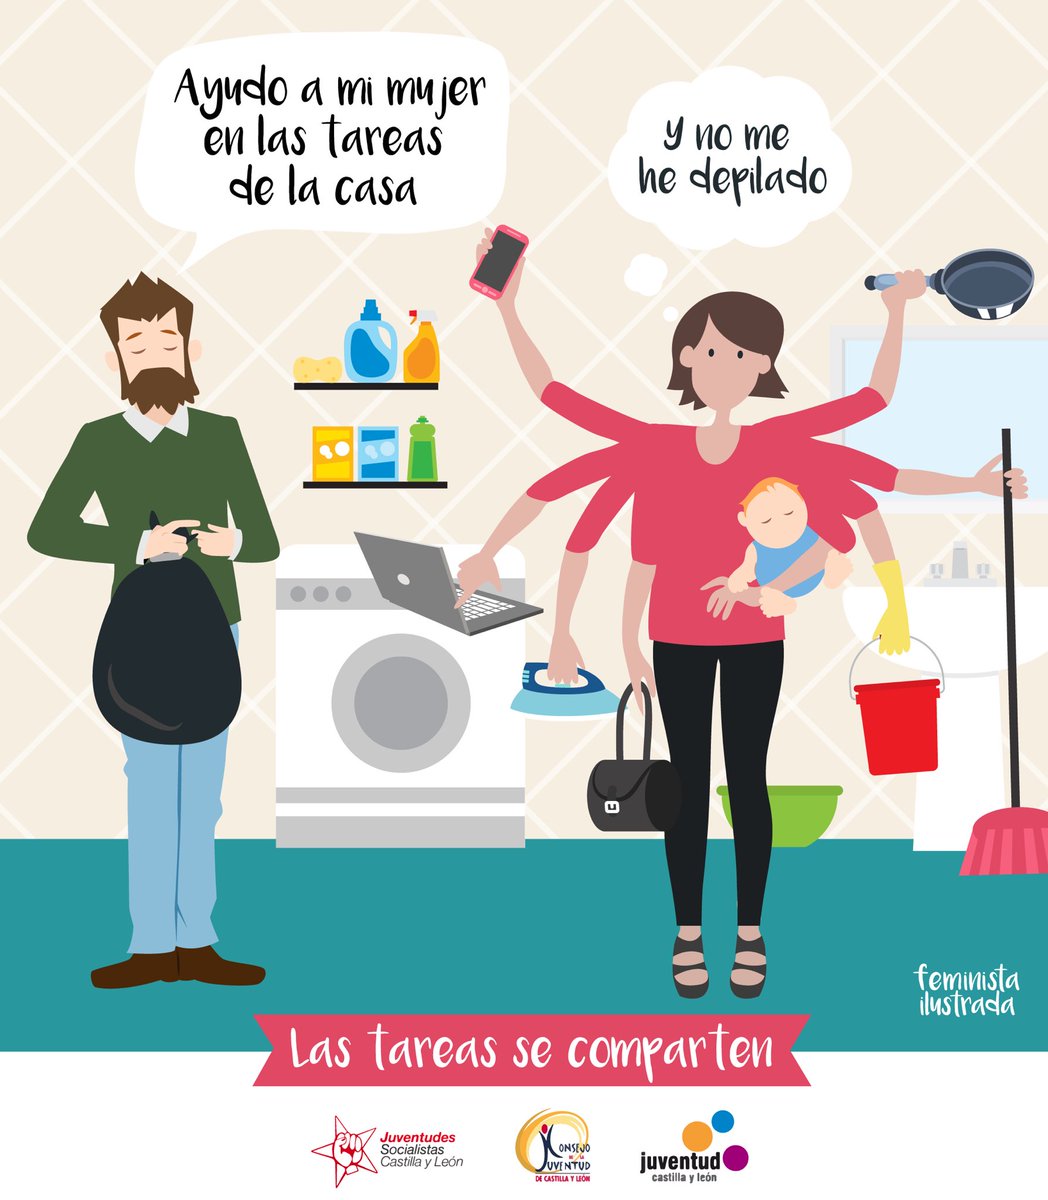 Ayudo a mi mujer
en las tareas
de la casa
Y no me
he depilado
feminista
ilustrada
Las tareas se comparten
Juventudes
Socialistas
Castilla y León
Consejo
de la
Juventud
DE CASTILLA Y LEÓN
juventud
castilla y león